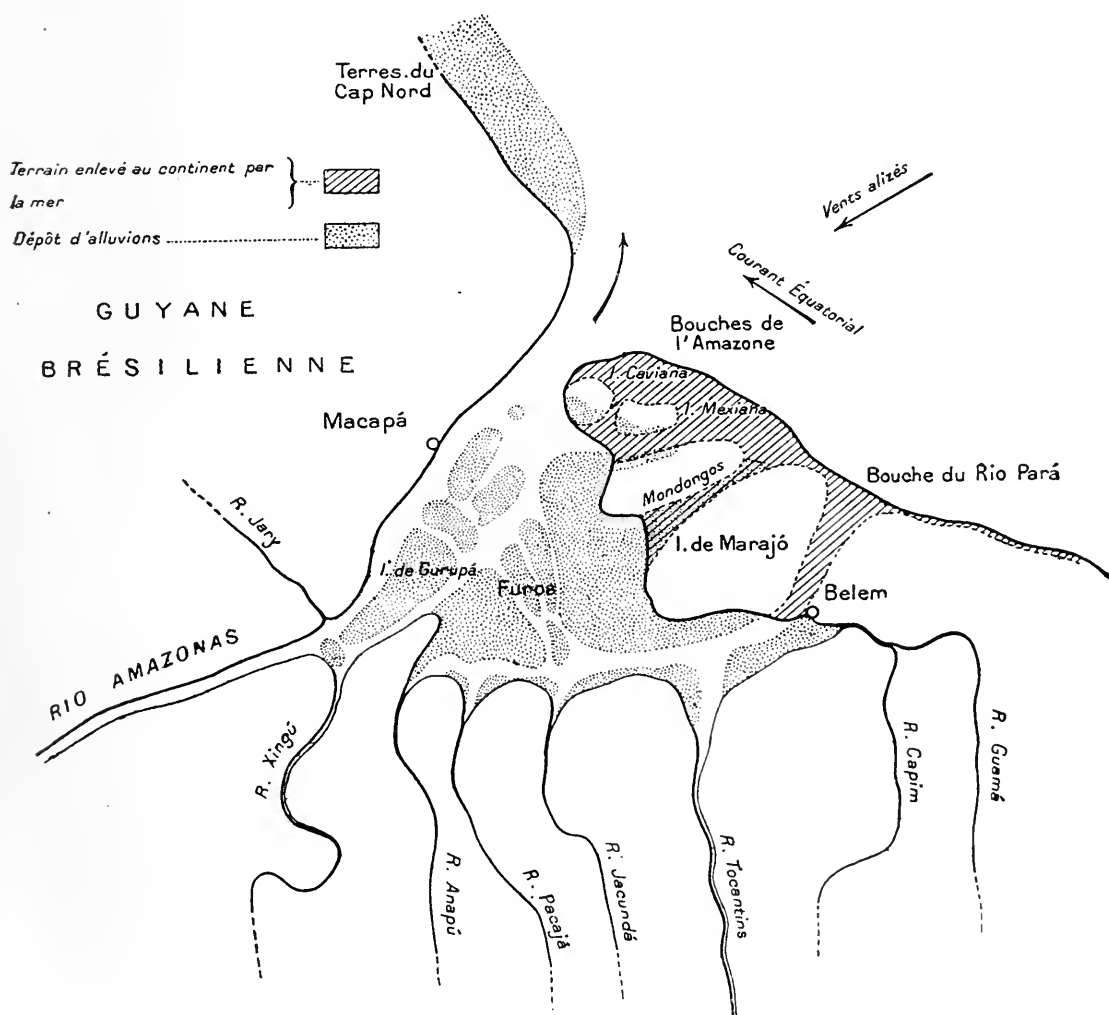 Terres du
Cap Nord
Terrain enlevé au continent par
la mer
Dépôt d'alluvions
Vents alizés
Courant Équatorial
GUYANE
BRÉSILIENNE
Bouches de
l'Amazone
I. Caviana
I. Mexiana
Macapá
Mondongos
Bouche du Rio Pará
R. Jary
I. de Marajó
I. de Gurupá
Furos
Belem
RIO AMAZONAS
R. Xingú
R. Anapú
R. Pacajá
R. Jacundá
R. Tocantins
R. Capim
R. Guamá